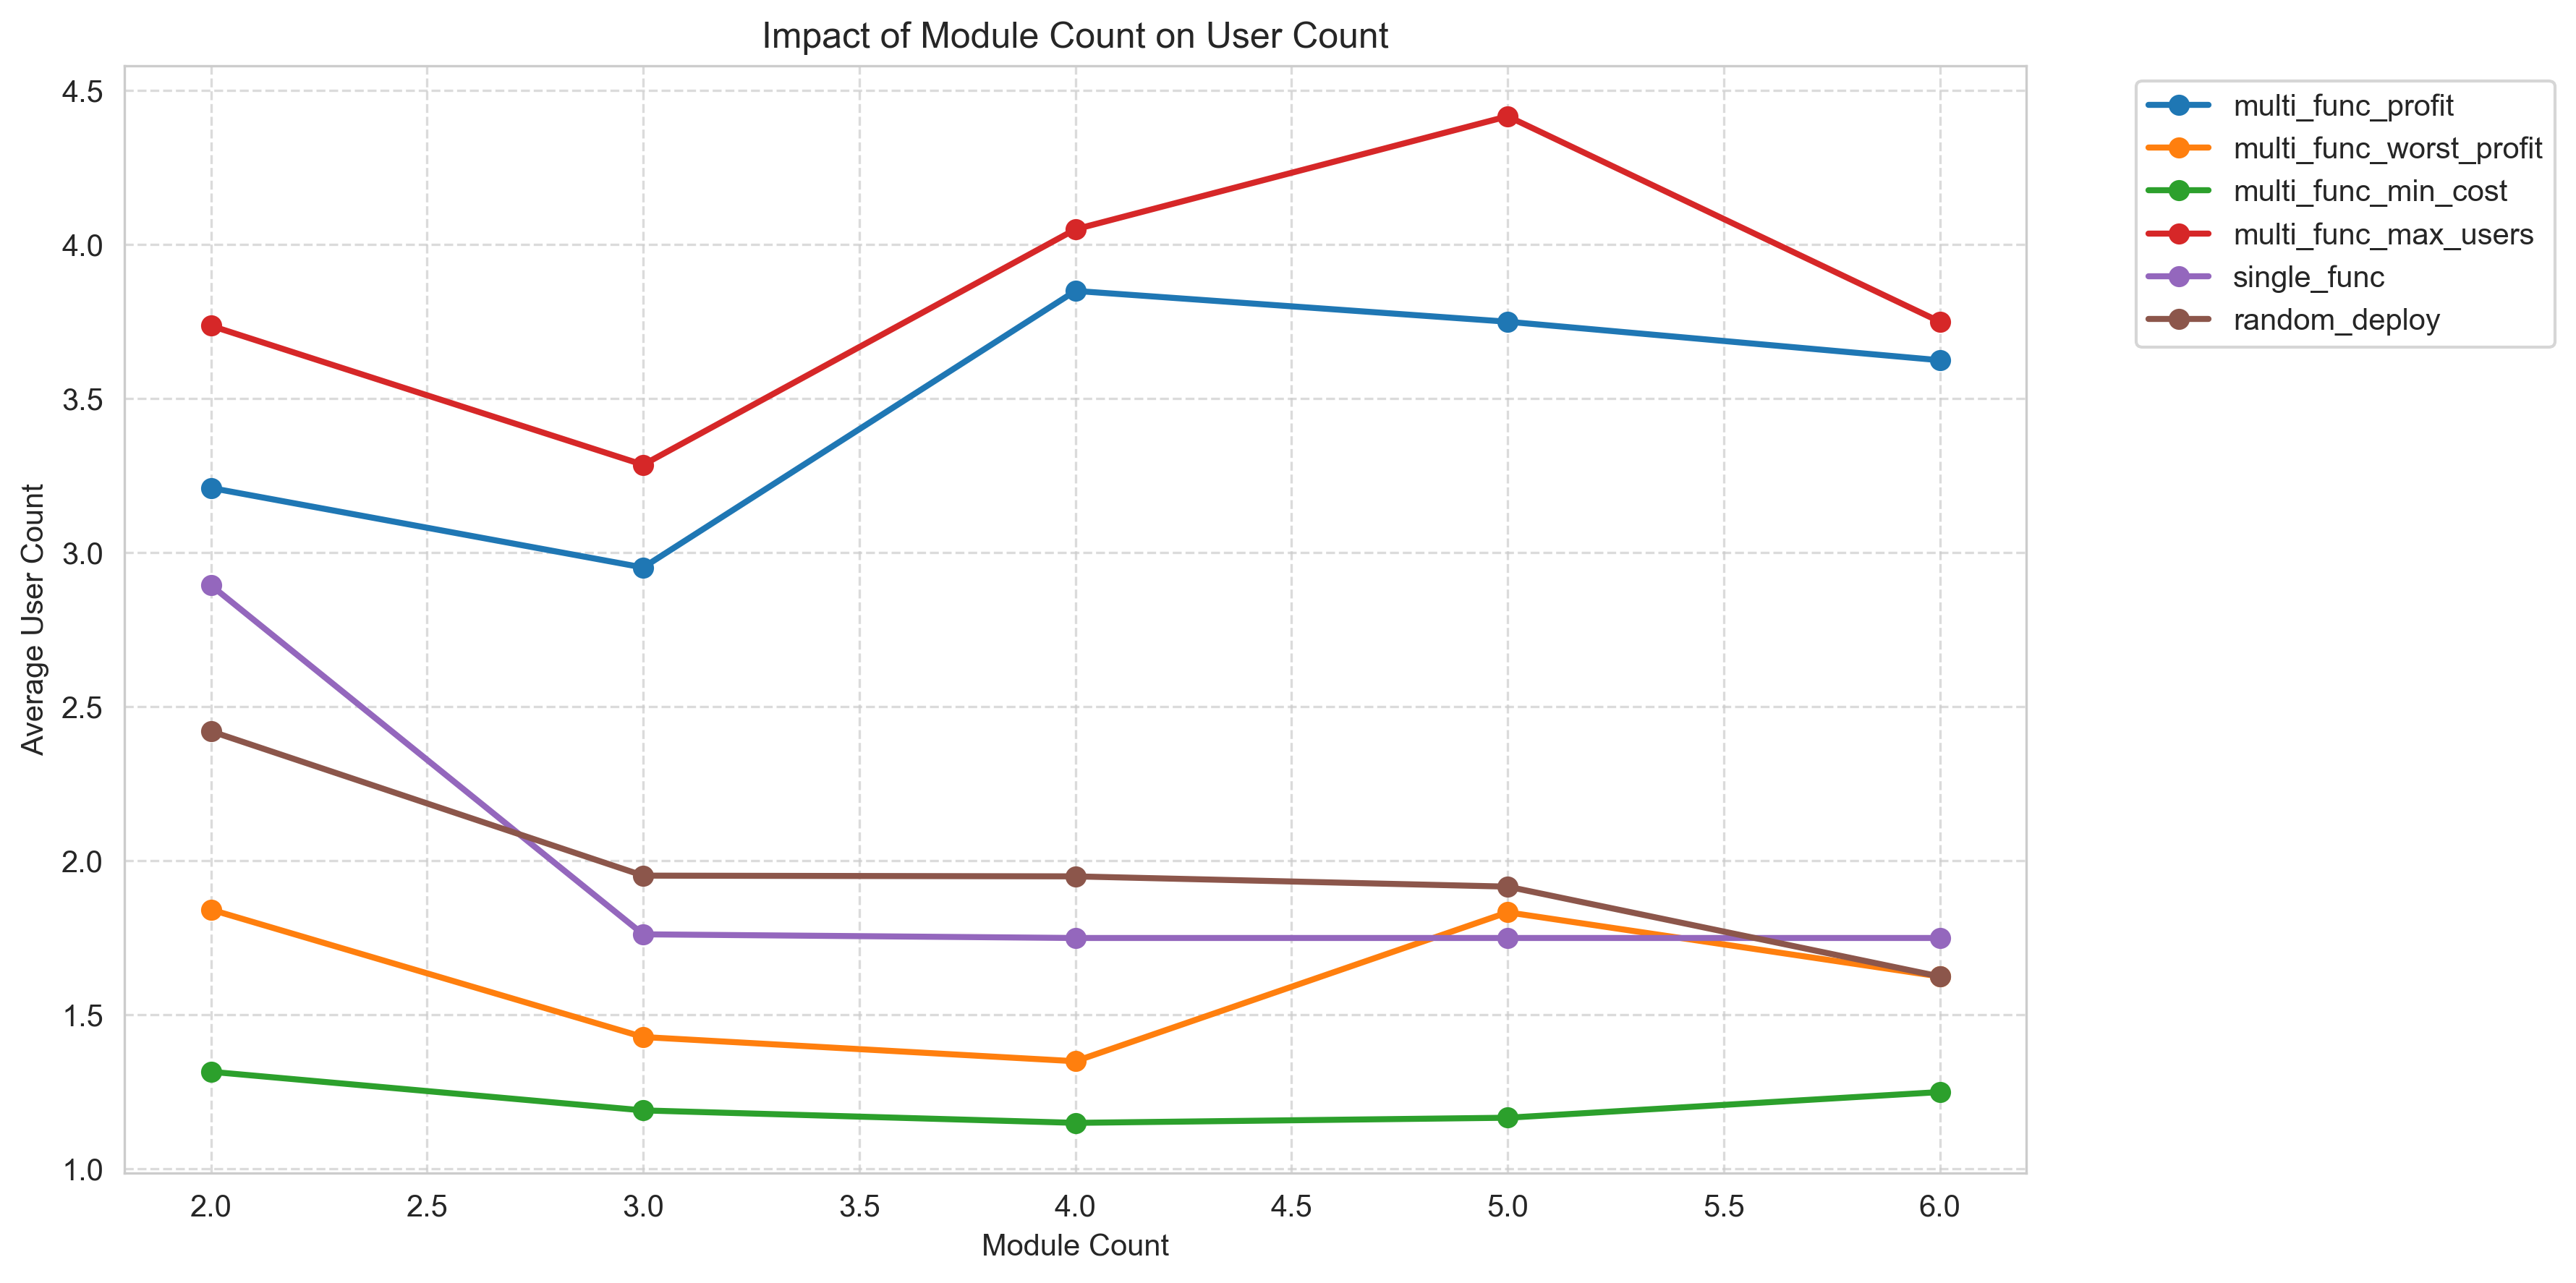 Impact of Module Count on User Count
4.5
4.0
3.5
3.0
2.5
2.0
1.5
1.0
Average User Count
2.0
2.5
3.0
3.5
4.0
4.5
5.0
5.5
6.0
Module Count
multi_func_profit
multi_func_worst_profit
multi_func_min_cost
multi_func_max_users
single_func
random_deploy